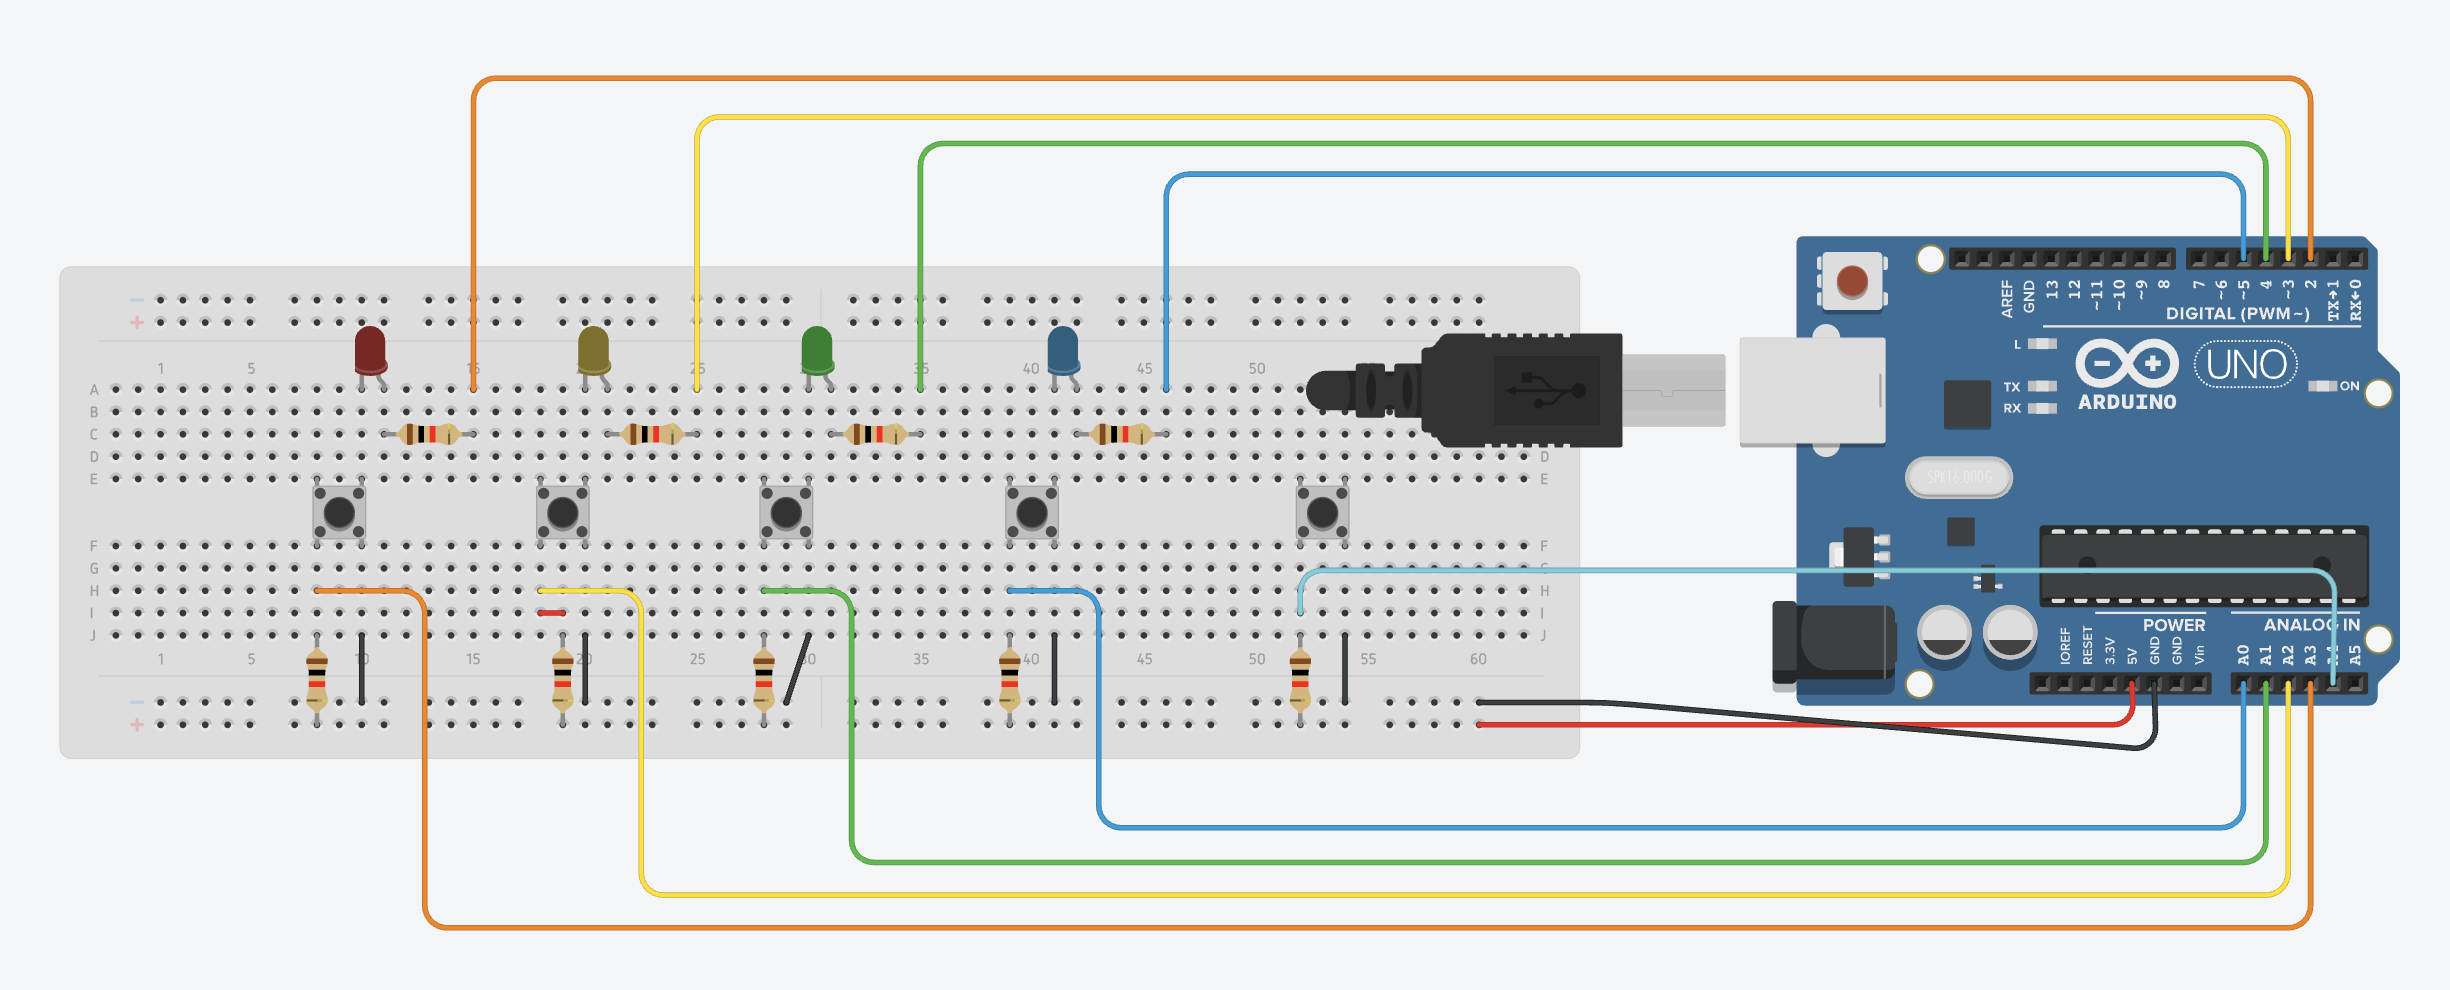 1 5 15 25 35 40 45 50
A
B
C
D D
E E
F F
G
H H
I I
J J
1 5 10 15 20 25 30 35 40 45 50 55 60
AREF GND 13 12 ~11 ~10 ~9 8 7 ~6 ~5 4 ~3 2 TX→1 RX←0
DIGITAL (PWM~)
L
TX
RX
UNO
ON
ARDUINO
SPK16.000G
POWER
ANALOG IN
IOREF RESET 3.3V 5V GND GND Vin A0 A1 A2 A3 A5